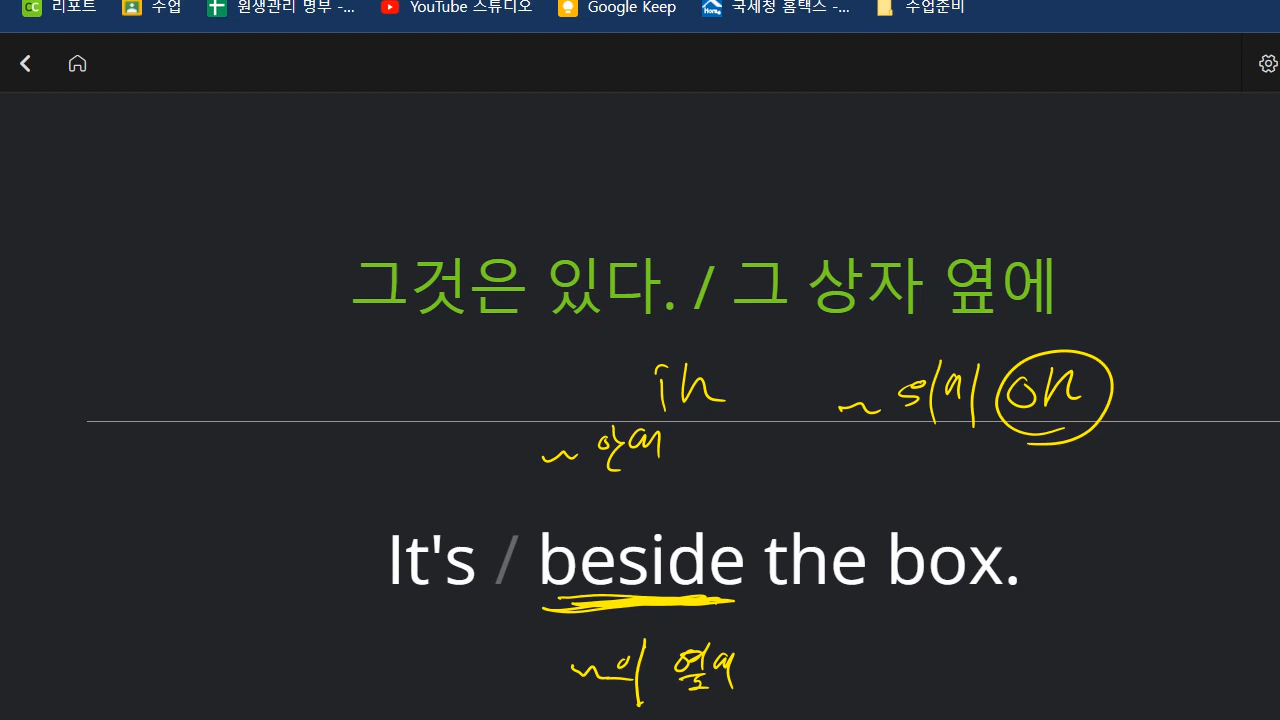 리포트 수업 원생관리 명부 -... YouTube 스튜디오 Google Keep 국세청 홈택스 -... 수업준비
그것은 있다. / 그 상자 옆에
in ~위에 on
~안에
It's / beside the box.
~의 옆에